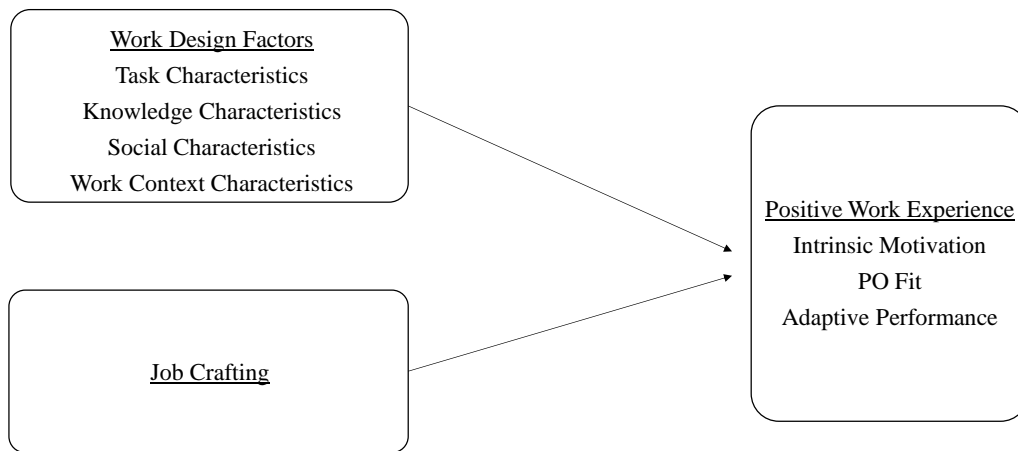 Work Design Factors
Task Characteristics
Knowledge Characteristics
Social Characteristics
Work Context Characteristics
Positive Work Experience
Intrinsic Motivation
PO Fit
Adaptive Performance
Job Crafting